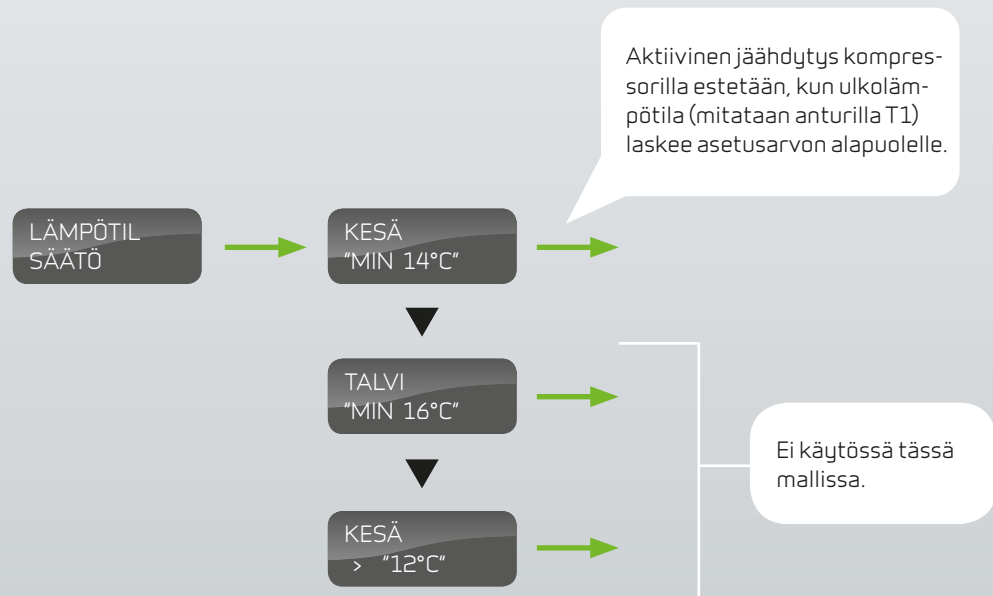 Aktiivinen jäähdytys kompres-
sorilla estetään, kun ulkoläm-
pötila (mitataan anturilla T1)
laskee asetusarvon alapuolelle.
LÄMPÖTIL
SÄÄTÖ
KESÄ
"MIN 14°C"
TALVI
"MIN 16°C"
Ei käytössä tässä
mallissa.
KESÄ
> "12°C"